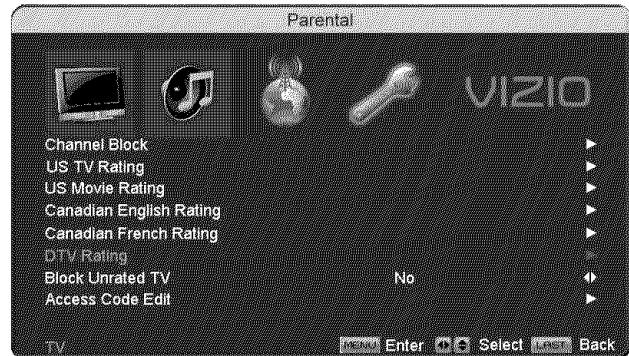 Parental
VIZIO
Channel Block
US TV Rating
US Movie Rating
Canadian English Rating
Canadian French Rating
DTV Rating
Block Unrated TV No
Access Code Edit
TV MENU Enter Select LAST Back